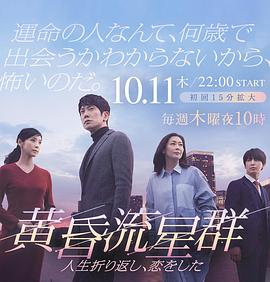 運命の人なんて、何歳で
出会うかわからないから、
怖いのだ。
10.11 木/22:00 START
初回15分拡大
毎週木曜夜10時
黄昏流星群
人生折り返し、恋をした